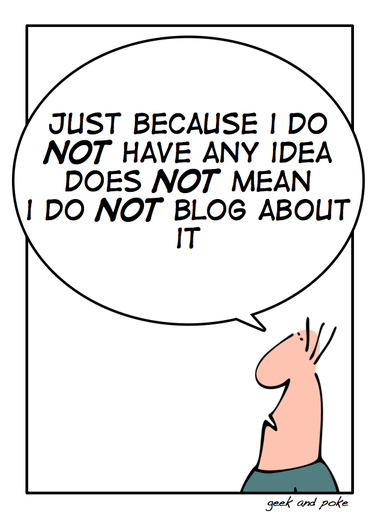 JUST BECAUSE I DO
NOT HAVE ANY IDEA
DOES NOT MEAN
I DO NOT BLOG ABOUT
IT
geek and poke